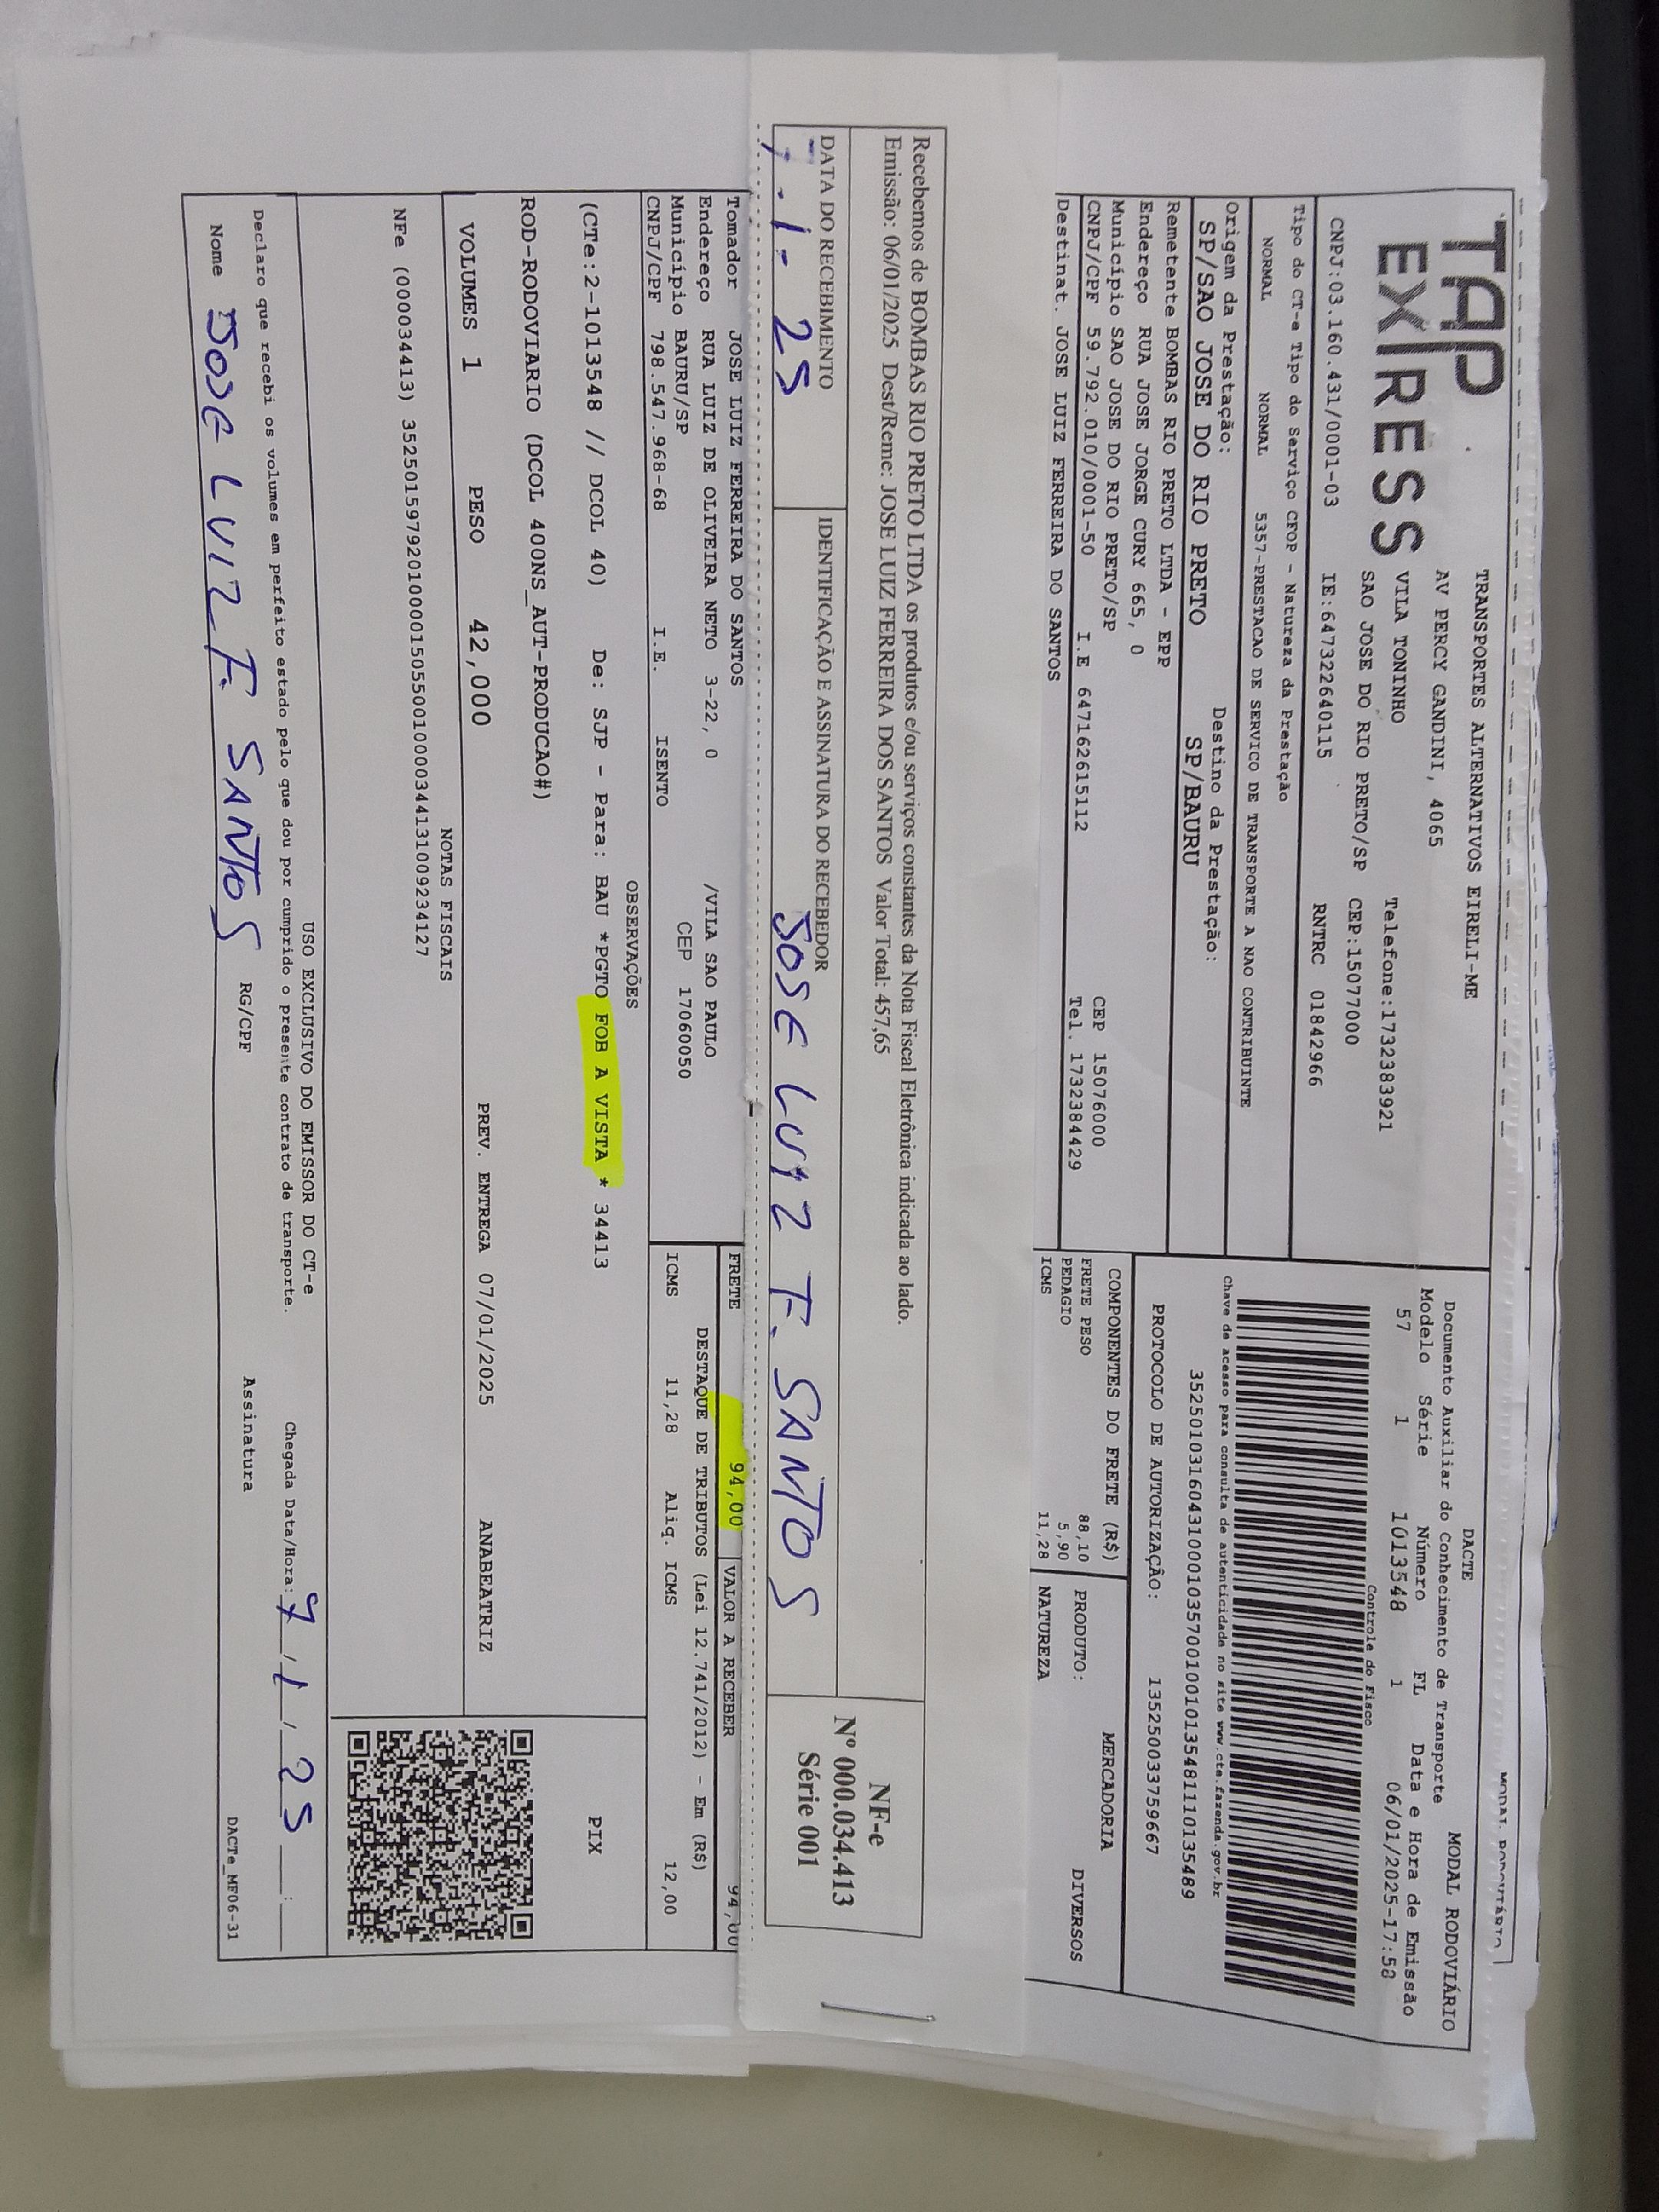 MODAL RODOVIÁRIO
TAP EXPRESS
TRANSPORTES ALTERNATIVOS EIRELI-ME
AV PERCY GANDINI, 4065
VILA TONINHO Telefone:1732383921
SAO JOSE DO RIO PRETO/SP CEP:15077000
CNPJ:03.160.431/0001-03 IE:647322640115 RNTRC 01842966
DACTE
Documento Auxiliar do Conhecimento de Transporte MODAL RODOVIÁRIO
Modelo Série Número FL Data e Hora de Emissão
57 1 1013548 1 06/01/2025-17:58
Controle do Fisco
Tipo do CT-e Tipo do Serviço CFOP - Natureza da Prestação
NORMAL NORMAL 5357-PRESTACAO DE SERVICO DE TRANSPORTE A NAO CONTRIBUINTE
Chave de acesso para consulta de autenticidade no site www.cte.fazenda.gov.br
35250103160431000103570010010135481110135489
Origem da Prestação: Destino da Prestação:
SP/SAO JOSE DO RIO PRETO SP/BAURU
PROTOCOLO DE AUTORIZAÇÃO: 135250033759667
Remetente BOMBAS RIO PRETO LTDA - EPP
Endereço RUA JOSE JORGE CURY 665, 0
Município SAO JOSE DO RIO PRETO/SP CEP 15076000
CNPJ/CPF 59.792.010/0001-50 I.E 647162615112 Tel. 1732384429
Destinat. JOSE LUIZ FERREIRA DO SANTOS
COMPONENTES DO FRETE (R$) MERCADORIA
FRETE PESO 88,10 PRODUTO: DIVERSOS
PEDAGIO 5,90
ICMS 11,28 NATUREZA
Recebemos de BOMBAS RIO PRETO LTDA os produtos e/ou serviços constantes da Nota Fiscal Eletrônica indicada ao lado.
Emissão: 06/01/2025 Dest/Reme: JOSE LUIZ FERREIRA DOS SANTOS Valor Total: 457,65
NF-e
Nº 000.034.413
Série 001
DATA DO RECEBIMENTO IDENTIFICAÇÃO E ASSINATURA DO RECEBEDOR
7.1.25 JOSE LUIZ F. SANTOS
Tomador JOSE LUIZ FERREIRA DO SANTOS
Endereço RUA LUIZ DE OLIVEIRA NETO 3-22, 0 /VILA SAO PAULO
Município BAURU/SP CEP 17060050
CNPJ/CPF 798.547.968-68 I.E. ISENTO
FRETE 94,00 VALOR A RECEBER 94,00
DESTAQUE DE TRIBUTOS (Lei 12.741/2012) - Em (R$)
ICMS 11,28 Aliq. ICMS 12,00
OBSERVAÇÕES
(CTe:2-1013548 // DCOL 40) De: SJP - Para: BAU *PGTO FOB A VISTA * 34413
PIX
ROD-RODOVIARIO (DCOL 400NS_AUT-PRODUCAO#)
VOLUMES 1 PESO 42,000 PREV. ENTREGA 07/01/2025 ANABEATRIZ
NOTAS FISCAIS
NFe (000034413) 35250159792010000150550010000344131009234127
USO EXCLUSIVO DO EMISSOR DO CT-e
Declaro que recebi os volumes em perfeito estado pelo que dou por cumprido o presente contrato de transporte. Chegada Data/Hora: 7/1/25
Nome JOSE LUIZ F. SANTOS RG/CPF Assinatura
DACTe_MF06-31